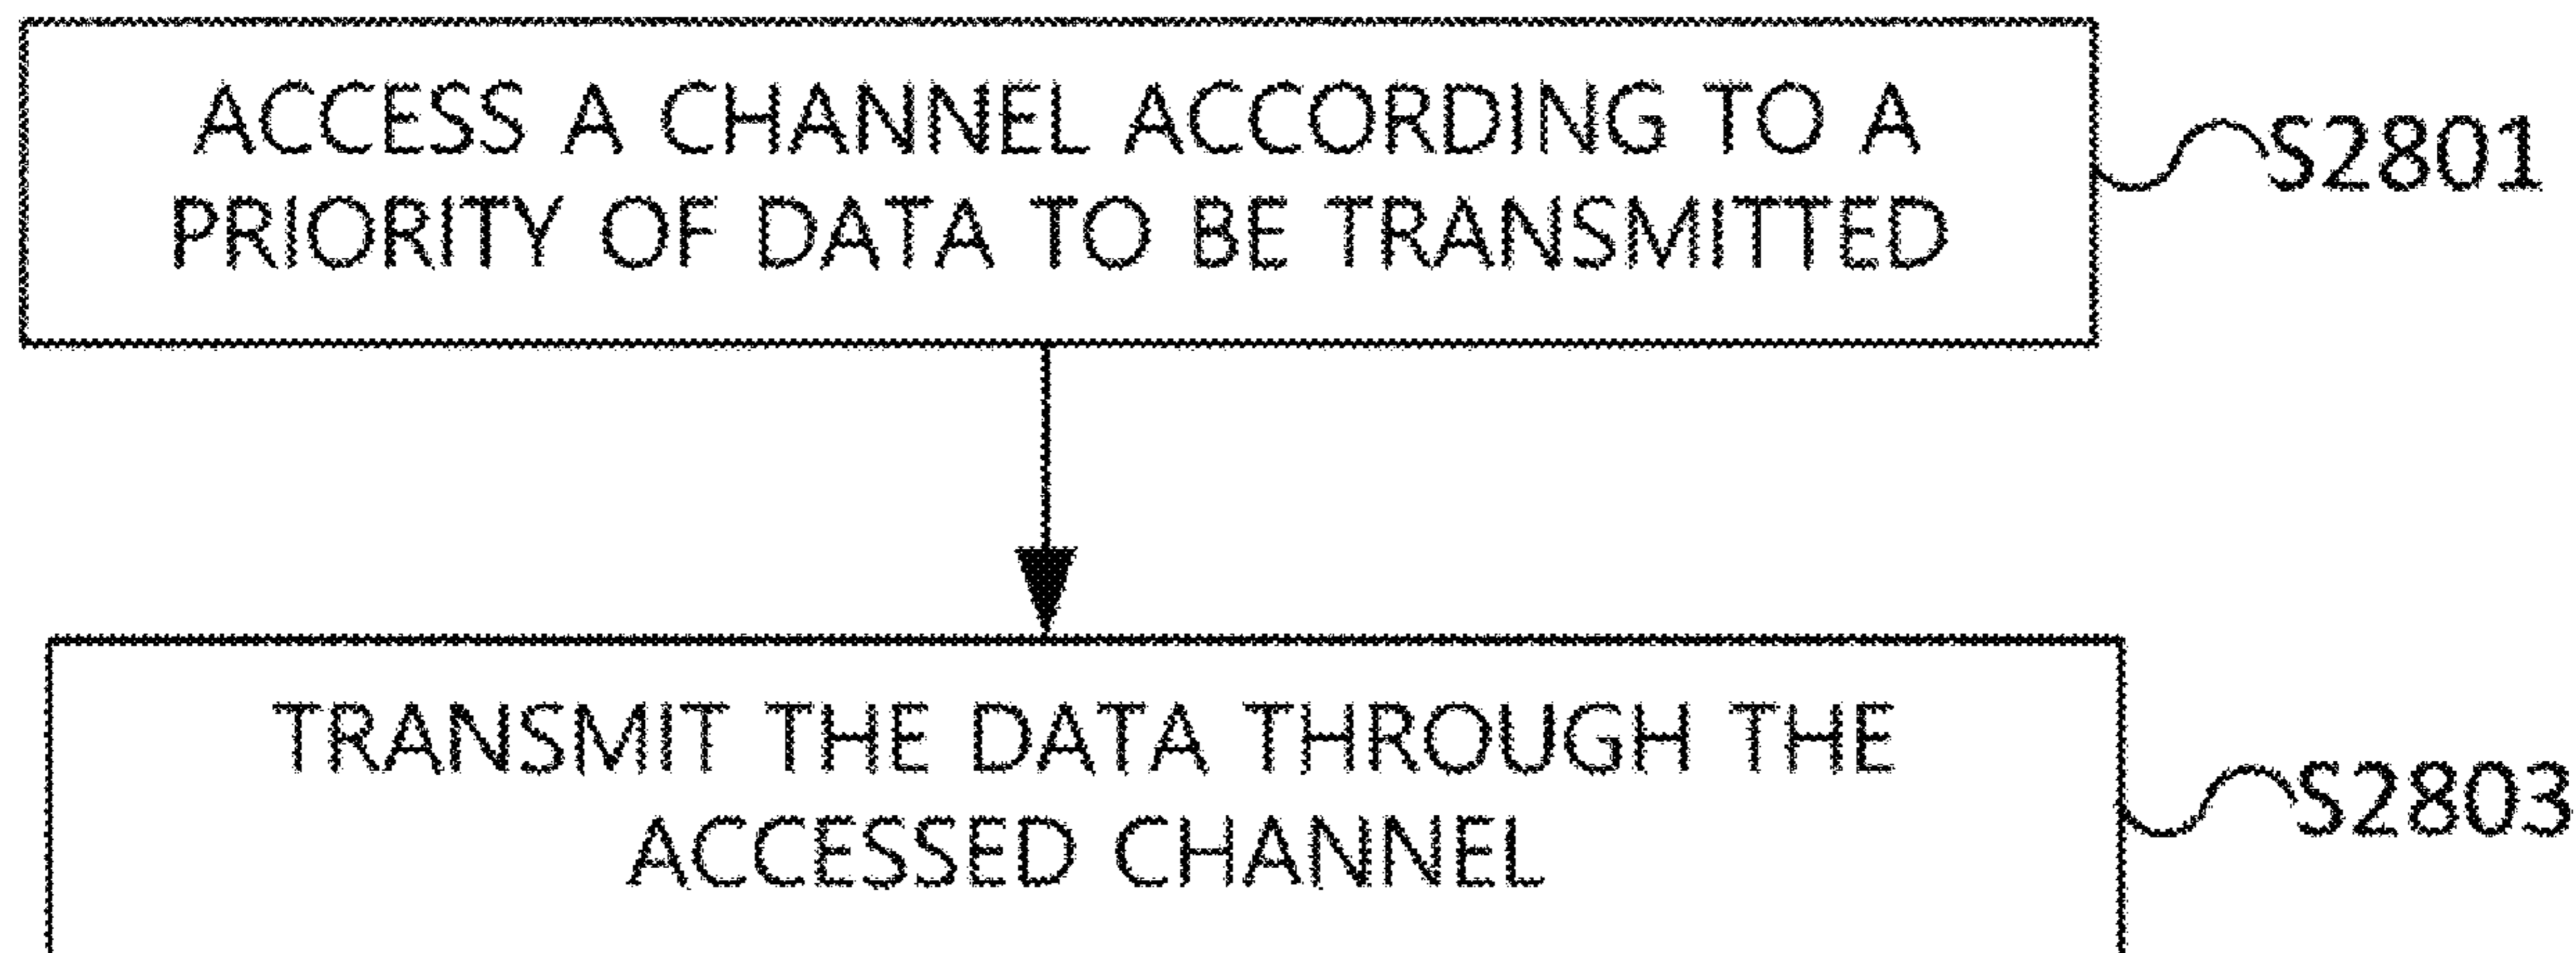 ACCESS A CHANNEL ACCORDING TO A
PRIORITY OF DATA TO BE TRANSMITTED
S2801
TRANSMIT THE DATA THROUGH THE
ACCESSED CHANNEL
S2803